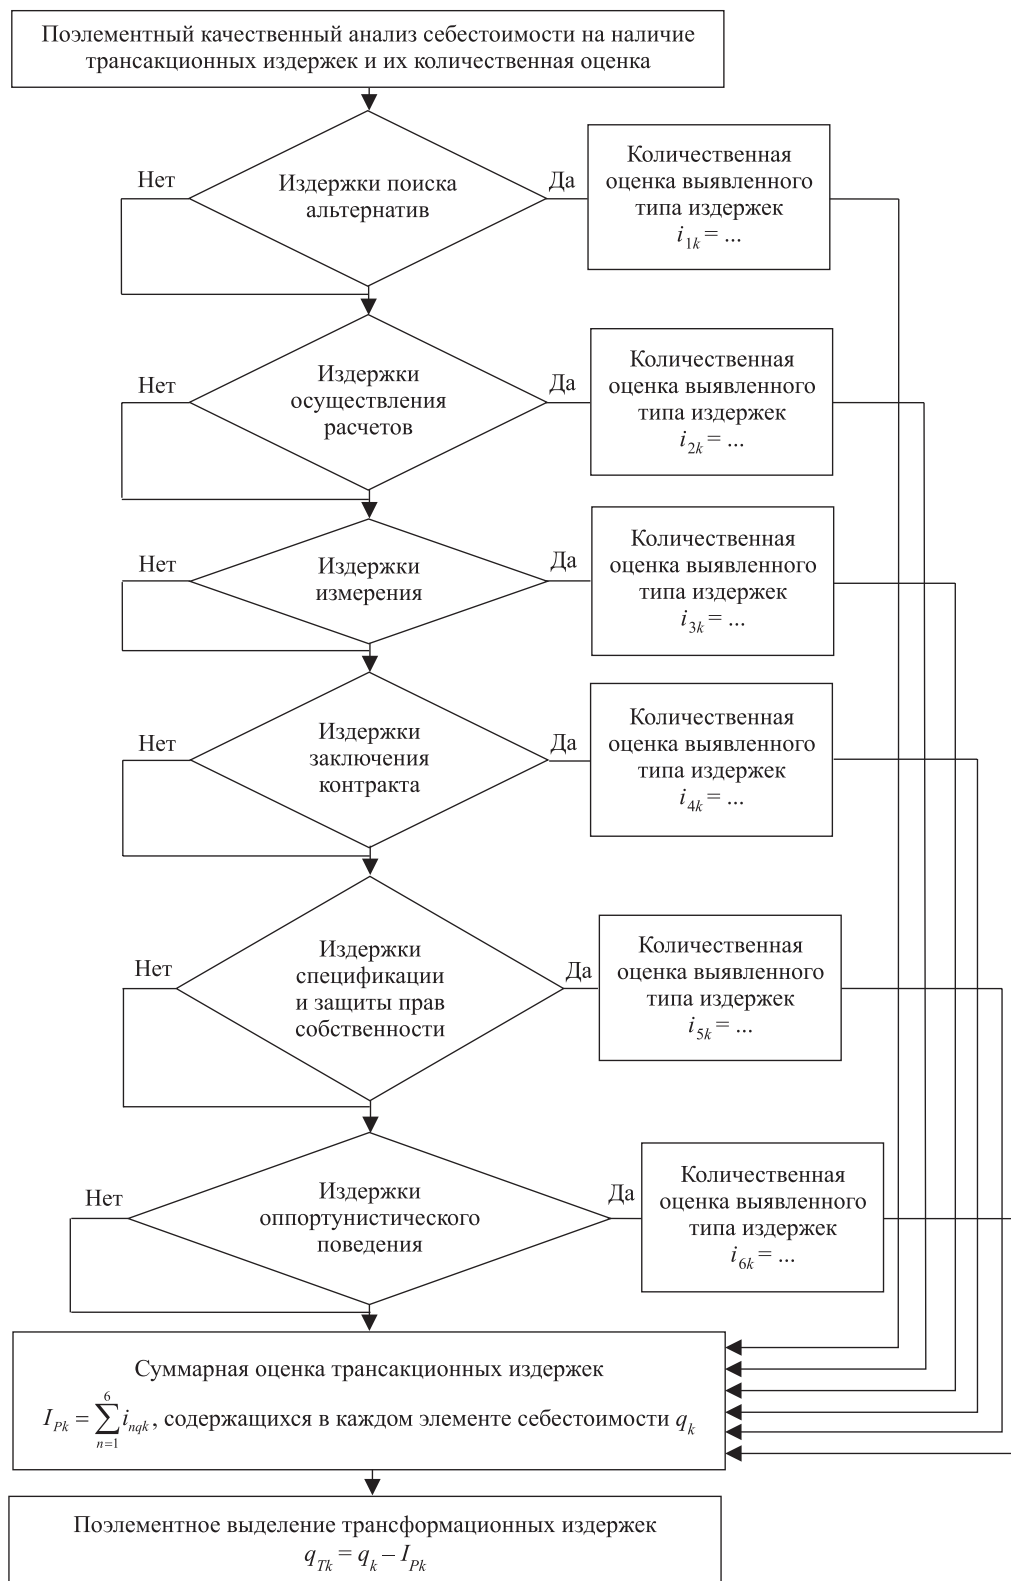 Поэлементный качественный анализ себестоимости на наличие
трансакционных издержек и их количественная оценка
Нет
Издержки поиска
альтернатив
Да
Количественная
оценка выявленного
типа издержек
i1k = ...
Нет
Издержки
осуществления
расчетов
Да
Количественная
оценка выявленного
типа издержек
i2k = ...
Нет
Издержки
измерения
Да
Количественная
оценка выявленного
типа издержек
i3k = ...
Нет
Издержки
заключения
контракта
Да
Количественная
оценка выявленного
типа издержек
i4k = ...
Нет
Издержки
спецификации
и защиты прав
собственности
Да
Количественная
оценка выявленного
типа издержек
i5k = ...
Нет
Издержки
оппортунистического
поведения
Да
Количественная
оценка выявленного
типа издержек
i6k = ...
Суммарная оценка трансакционных издержек
IPk = ∑ n=1 6 inqk, содержащихся в каждом элементе себестоимости qk
Поэлементное выделение трансформационных издержек
qTk = qk – IPk